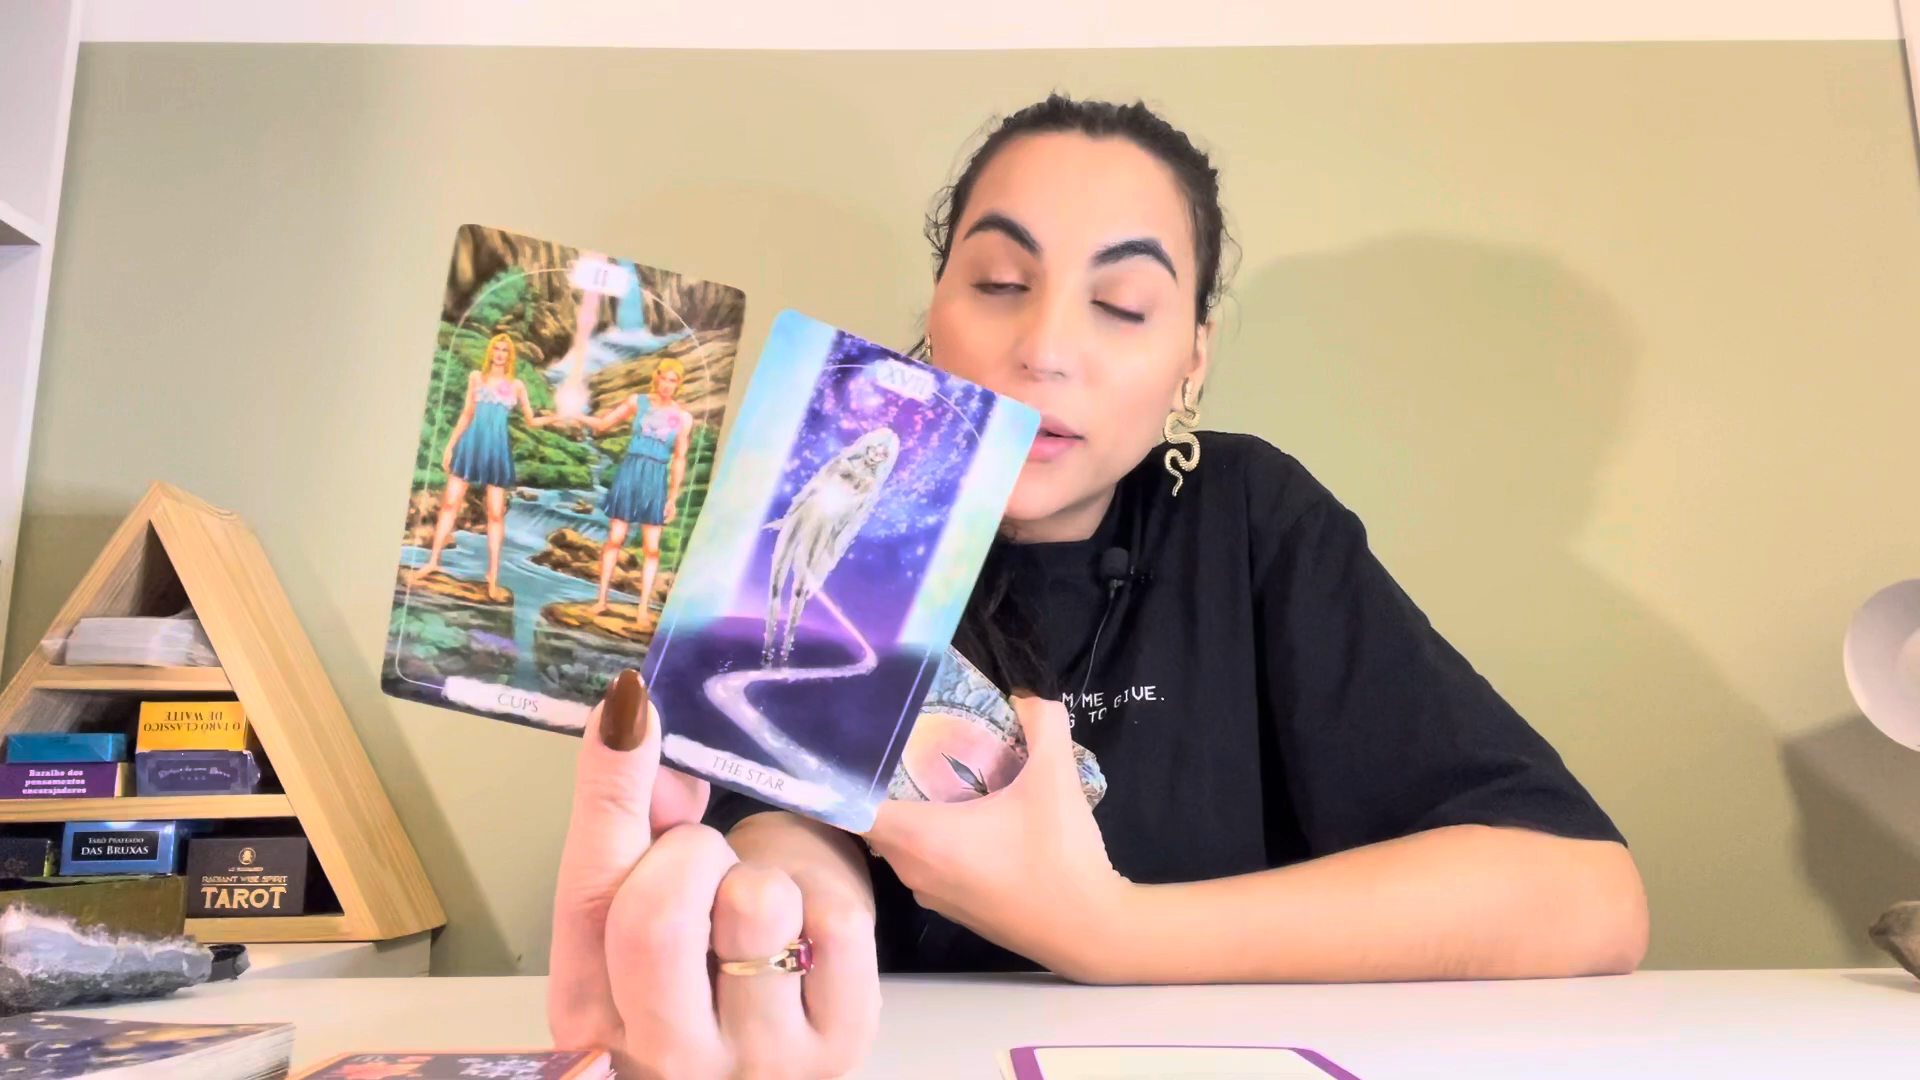 II
CUPS
XVII
THE STAR
M ME GIVE.
G TO
O TARÔ CLÁSSICO
DE WAITE
Baralho dos
pensamentos
encorajadores
TARÔ PRATEADO
DAS BRUXAS
RADIANT WISE SPIRIT
TAROT